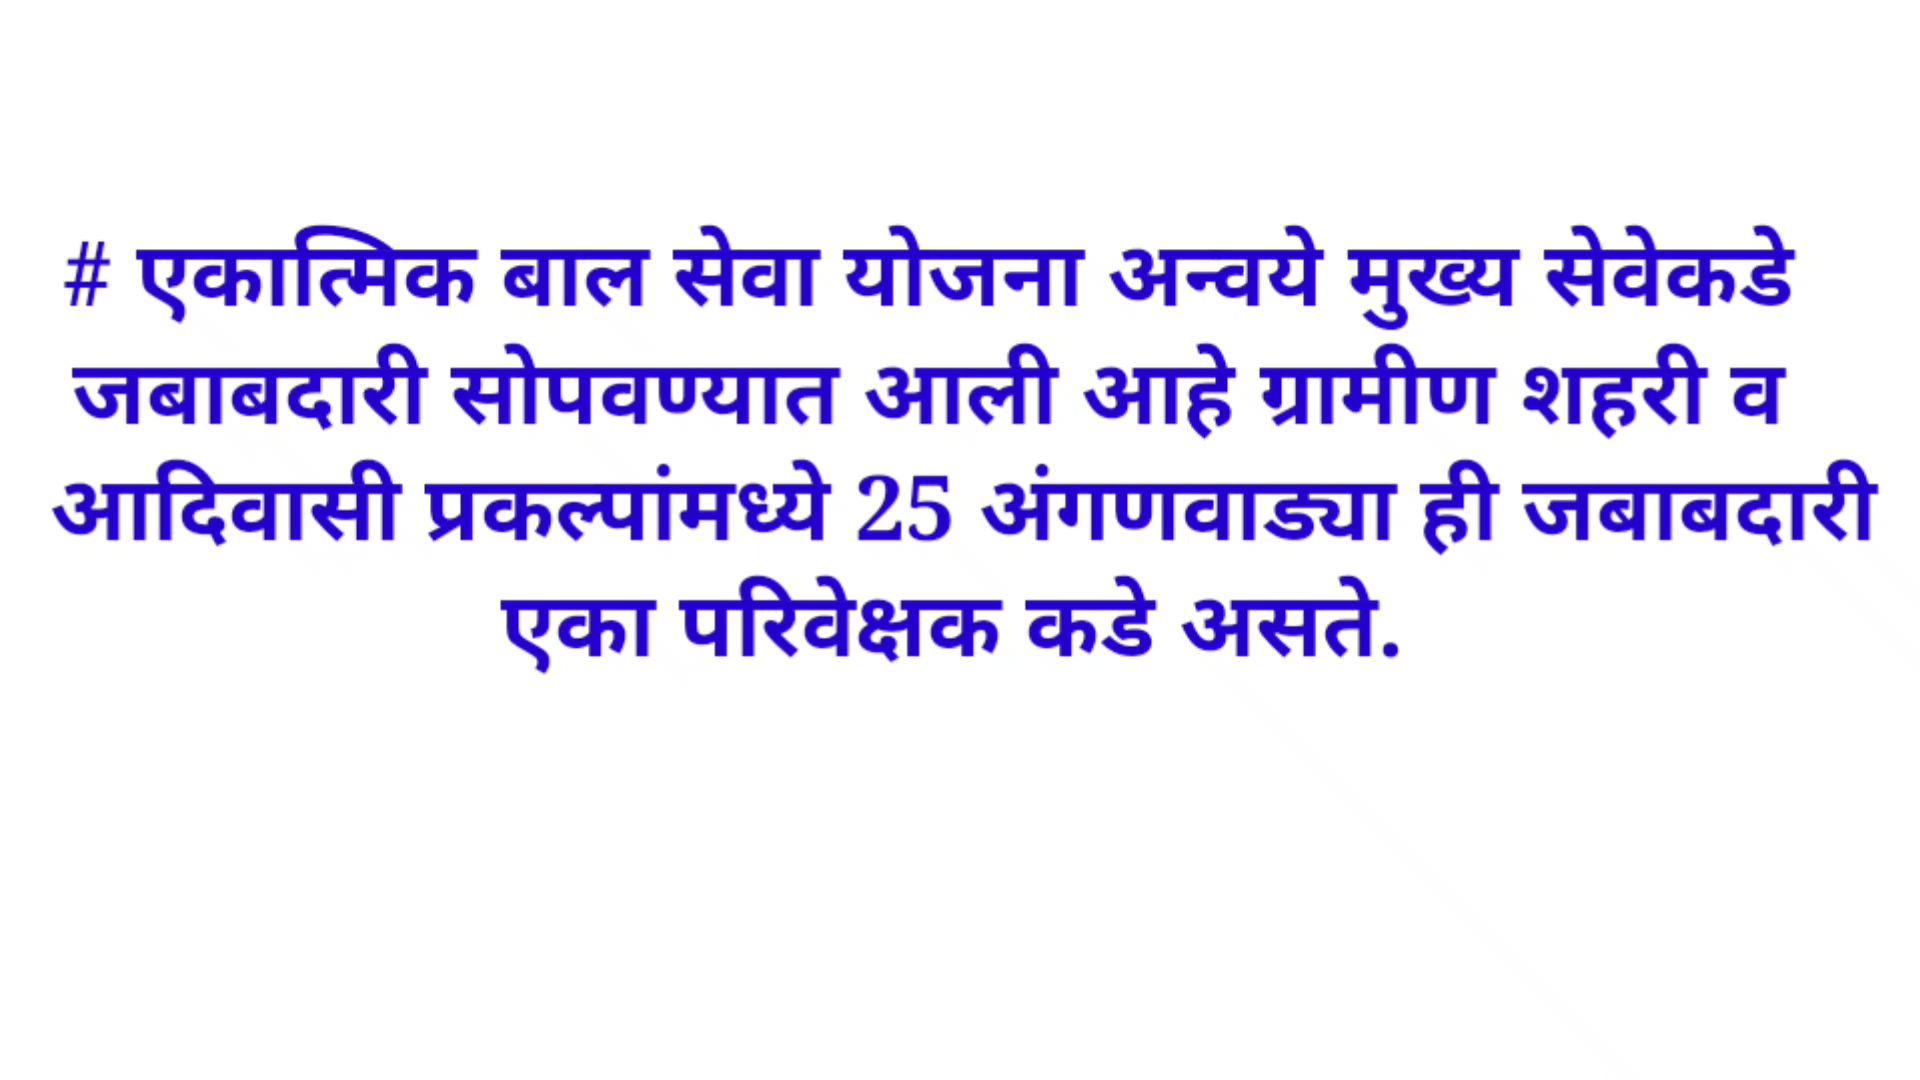 # एकात्मिक बाल सेवा योजना अन्वये मुख्य सेवेकडे
जबाबदारी सोपवण्यात आली आहे ग्रामीण शहरी व
आदिवासी प्रकल्पांमध्ये 25 अंगणवाड्या ही जबाबदारी
एका परिवेक्षक कडे असते.